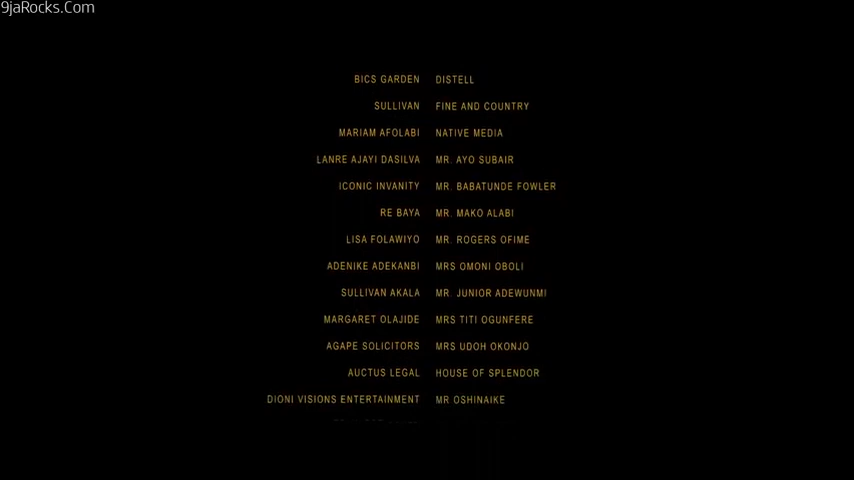 9jaRocks.Com
BICS GARDEN DISTELL
SULLIVAN FINE AND COUNTRY
MARIAM AFOLABI NATIVE MEDIA
LANRE AJAYI DASILVA MR. AYO SUBAIR
ICONIC INVANITY MR. BABATUNDE FOWLER
RE BAYA MR. MAKO ALABI
LISA FOLAWIYO MR. ROGERS OFIME
ADENIKE ADEKANBI MRS OMONI OBOLI
SULLIVAN AKALA MR. JUNIOR ADEWUNMI
MARGARET OLAJIDE MRS TITI OGUNFERE
AGAPE SOLICITORS MRS UDOH OKONJO
AUCTUS LEGAL HOUSE OF SPLENDOR
DIONI VISIONS ENTERTAINMENT MR OSHINAIKE